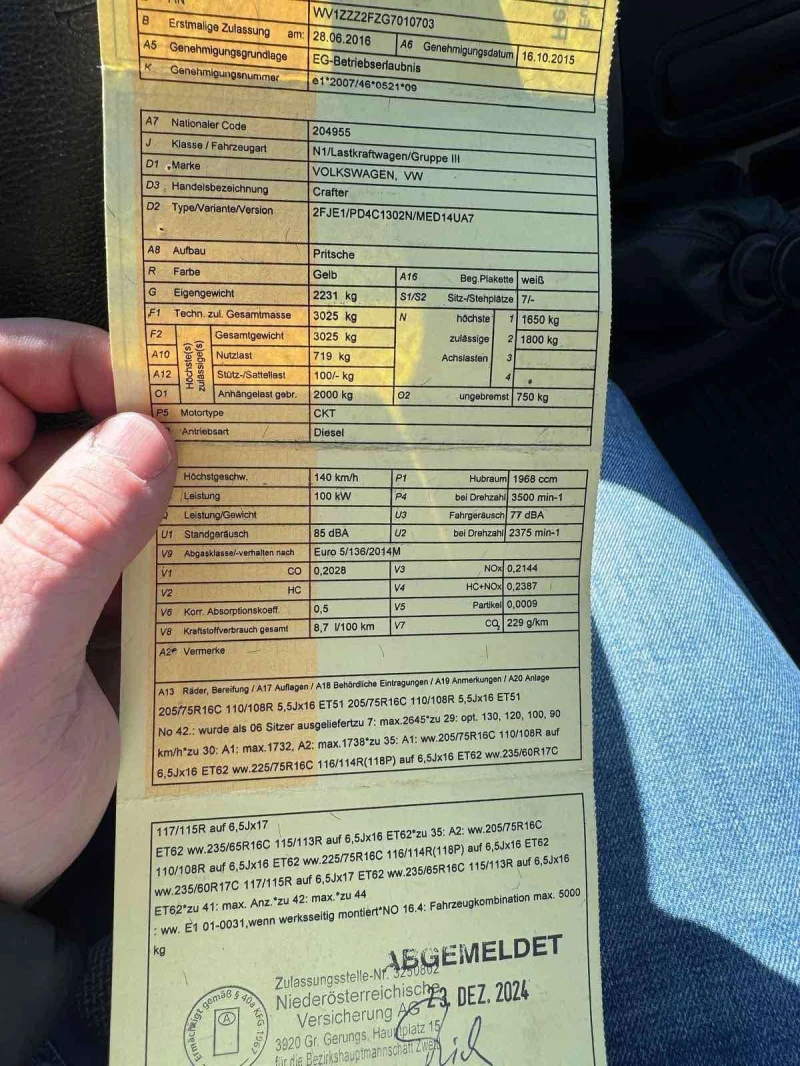 WV1ZZZ2FZG7010703
B Erstmalige Zulassung am: 28.06.2016 A6 Genehmigungsdatum 16.10.2015
A5 Genehmigungsgrundlage EG-Betriebserlaubnis
K Genehmigungsnummer e1*2007/46*0521*09
A7 Nationaler Code 204955
J Klasse / Fahrzeugart N1/Lastkraftwagen/Gruppe III
D1 Marke VOLKSWAGEN, VW
D3 Handelsbezeichnung Crafter
D2 Type/Variante/Version 2FJE1/PD4C1302N/MED14UA7
A8 Aufbau Pritsche
R Farbe Gelb A16 Beg.Plakette weiß
G Eigengewicht 2231 kg S1/S2 Sitz-/Stehplätze 7/-
F1 Techn. zul. Gesamtmasse 3025 kg N höchste 1 1650 kg
F2 Höchste(s) zulässige(s) Gesamtgewicht 3025 kg zulässige 2 1800 kg
A10 Nutzlast 719 kg Achslasten 3
A12 Stütz-/Sattellast 100/- kg 4
O1 Anhängelast gebr. 2000 kg O2 ungebremst 750 kg
P5 Motortype CKT
Antriebsart Diesel
Höchstgeschw. 140 km/h P1 Hubraum 1968 ccm
Leistung 100 kW P4 bei Drehzahl 3500 min-1
Leistung/Gewicht U3 Fahrgeräusch 77 dBA
U1 Standgeräusch 85 dBA U2 bei Drehzahl 2375 min-1
V9 Abgasklasse/-verhalten nach Euro 5/136/2014M
V1 CO 0,2028 V3 NOx 0,2144
V2 HC V4 HC+NOx 0,2387
V6 Korr. Absorptionskoeff. 0,5 V5 Partikel 0,0009
V8 Kraftstoffverbrauch gesamt 8,7 l/100 km V7 CO2 229 g/km
A2* Vermerke
A13 Räder, Bereifung / A17 Auflagen / A18 Behördliche Eintragungen / A19 Anmerkungen / A20 Anlage
205/75R16C 110/108R 5,5Jx16 ET51 205/75R16C 110/108R 5,5Jx16 ET51
No 42.: wurde als 06 Sitzer ausgeliefertzu 7: max.2645*zu 29: opt. 130, 120, 100, 90
km/h*zu 30: A1: max.1732, A2: max.1738*zu 35: A1: ww.205/75R16C 110/108R auf
6,5Jx16 ET62 ww.225/75R16C 116/114R(118P) auf 6,5Jx16 ET62 ww.235/60R17C
117/115R auf 6,5Jx17
ET62 ww.235/65R16C 115/113R auf 6,5Jx16 ET62*zu 35: A2: ww.205/75R16C
110/108R auf 6,5Jx16 ET62 ww.225/75R16C 116/114R(118P) auf 6,5Jx16 ET62
ww.235/60R17C 117/115R auf 6,5Jx17 ET62 ww.235/65R16C 115/113R auf 6,5Jx16
ET62*zu 41: max. Anz.*zu 42: max.*zu 44
: ww. E1 01-0031,wenn werksseitig montiert*NO 16.4: Fahrzeugkombination max. 5000
kg
ABGEMELDET
Zulassungsstelle-Nr. 3250802
Niederösterreichische
23. DEZ. 2024
Versicherung AG
3920 Gr. Gerungs, Hauptplatz 15
für die Bezirkshauptmannschaft Zwettl
Ermächtigt gemäß § 40a KFG 1967
A